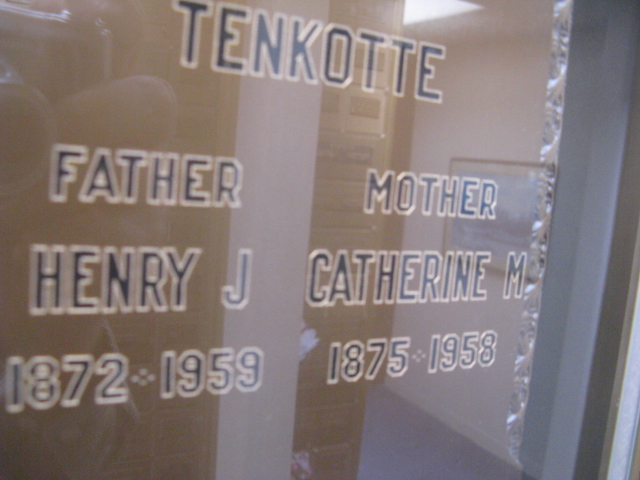 TENKOTTE
FATHER MOTHER
HENRY J CATHERINE M
1872 · 1959 1875 · 1958